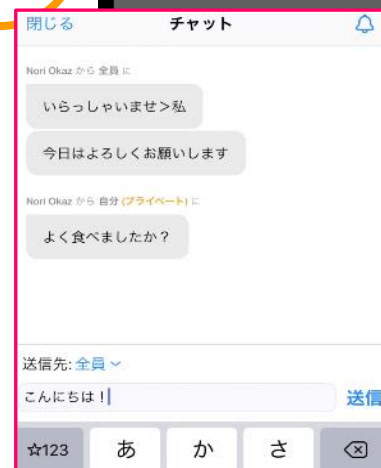 閉じる チャット
Nori Okaz から 全員 に
いらっしゃいませ>私
今日はよろしくお願いします
Nori Okaz から 自分 (プライベート) に
よく食べましたか？
送信先: 全員
こんにちは！ 送信
☆123 あ か さ